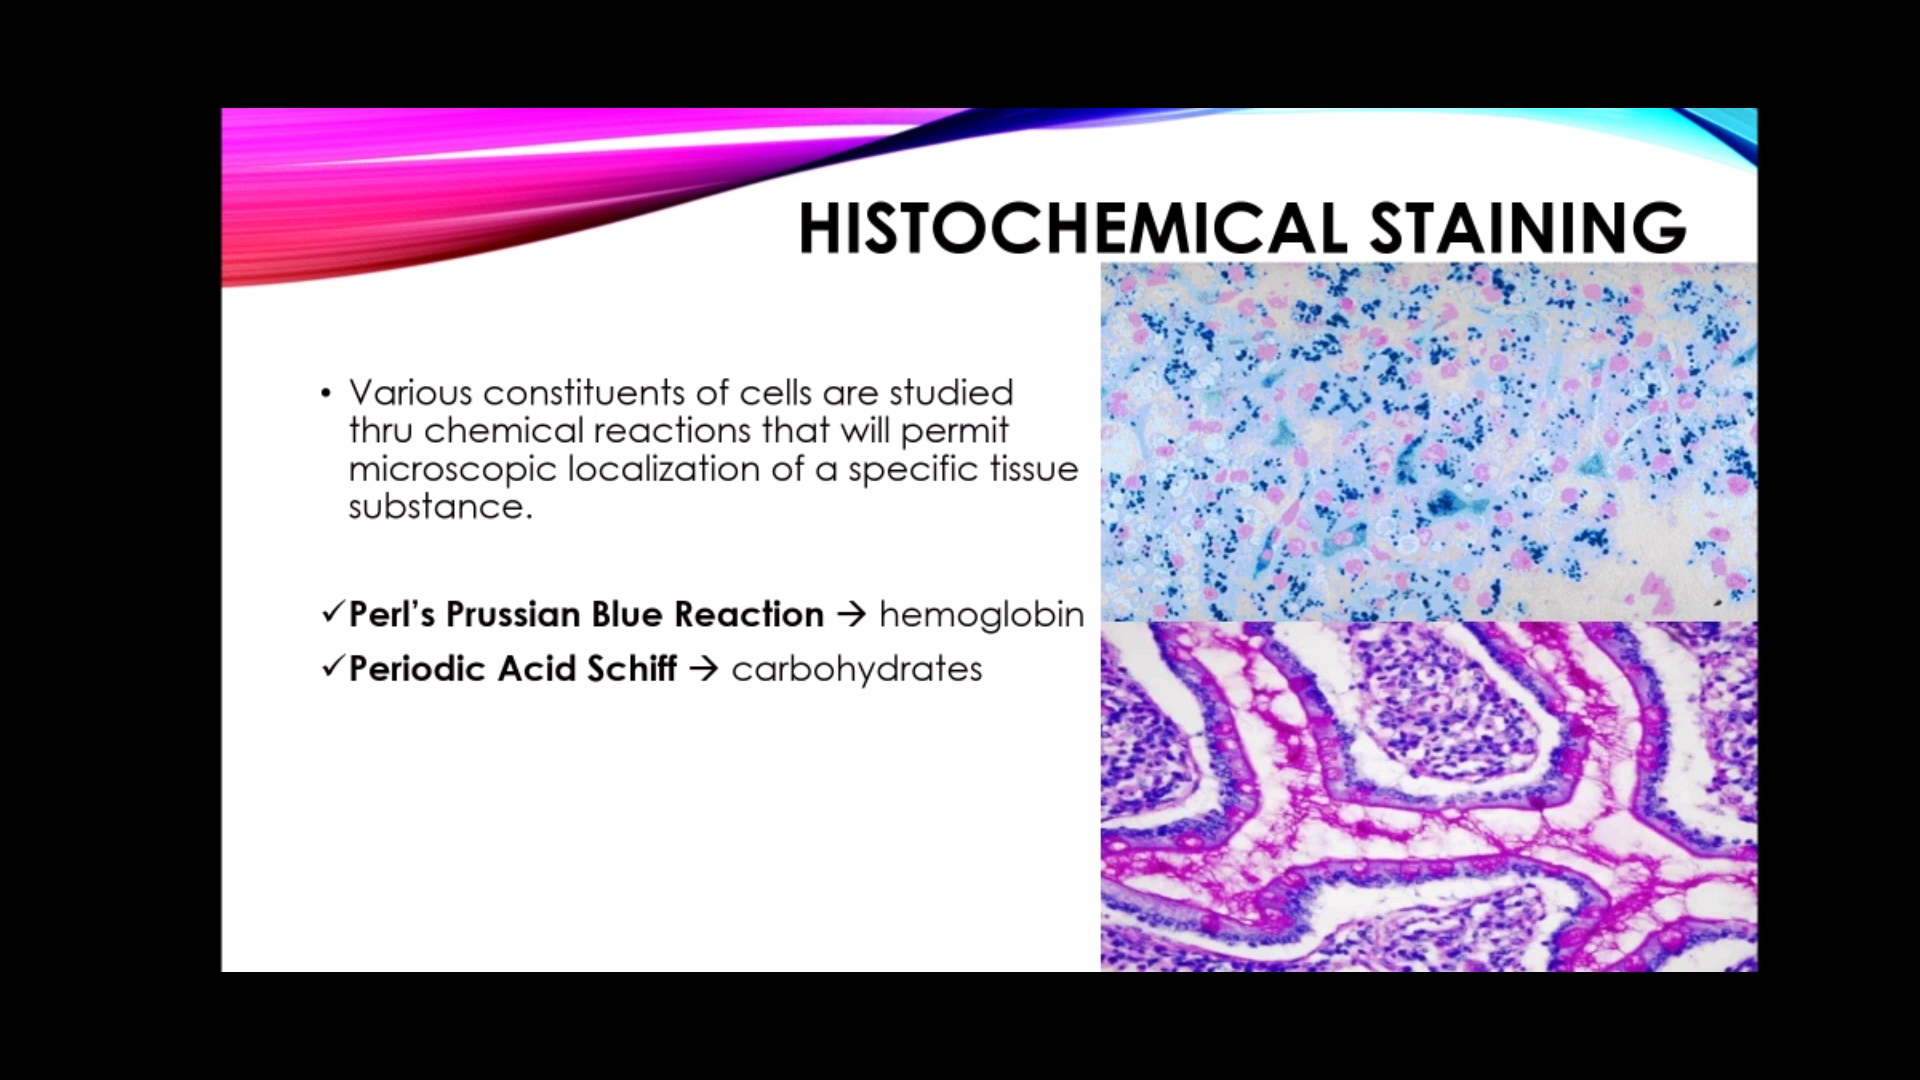 HISTOCHEMICAL STAINING
• Various constituents of cells are studied
thru chemical reactions that will permit
microscopic localization of a specific tissue
substance.
✓Perl’s Prussian Blue Reaction → hemoglobin
✓Periodic Acid Schiff → carbohydrates